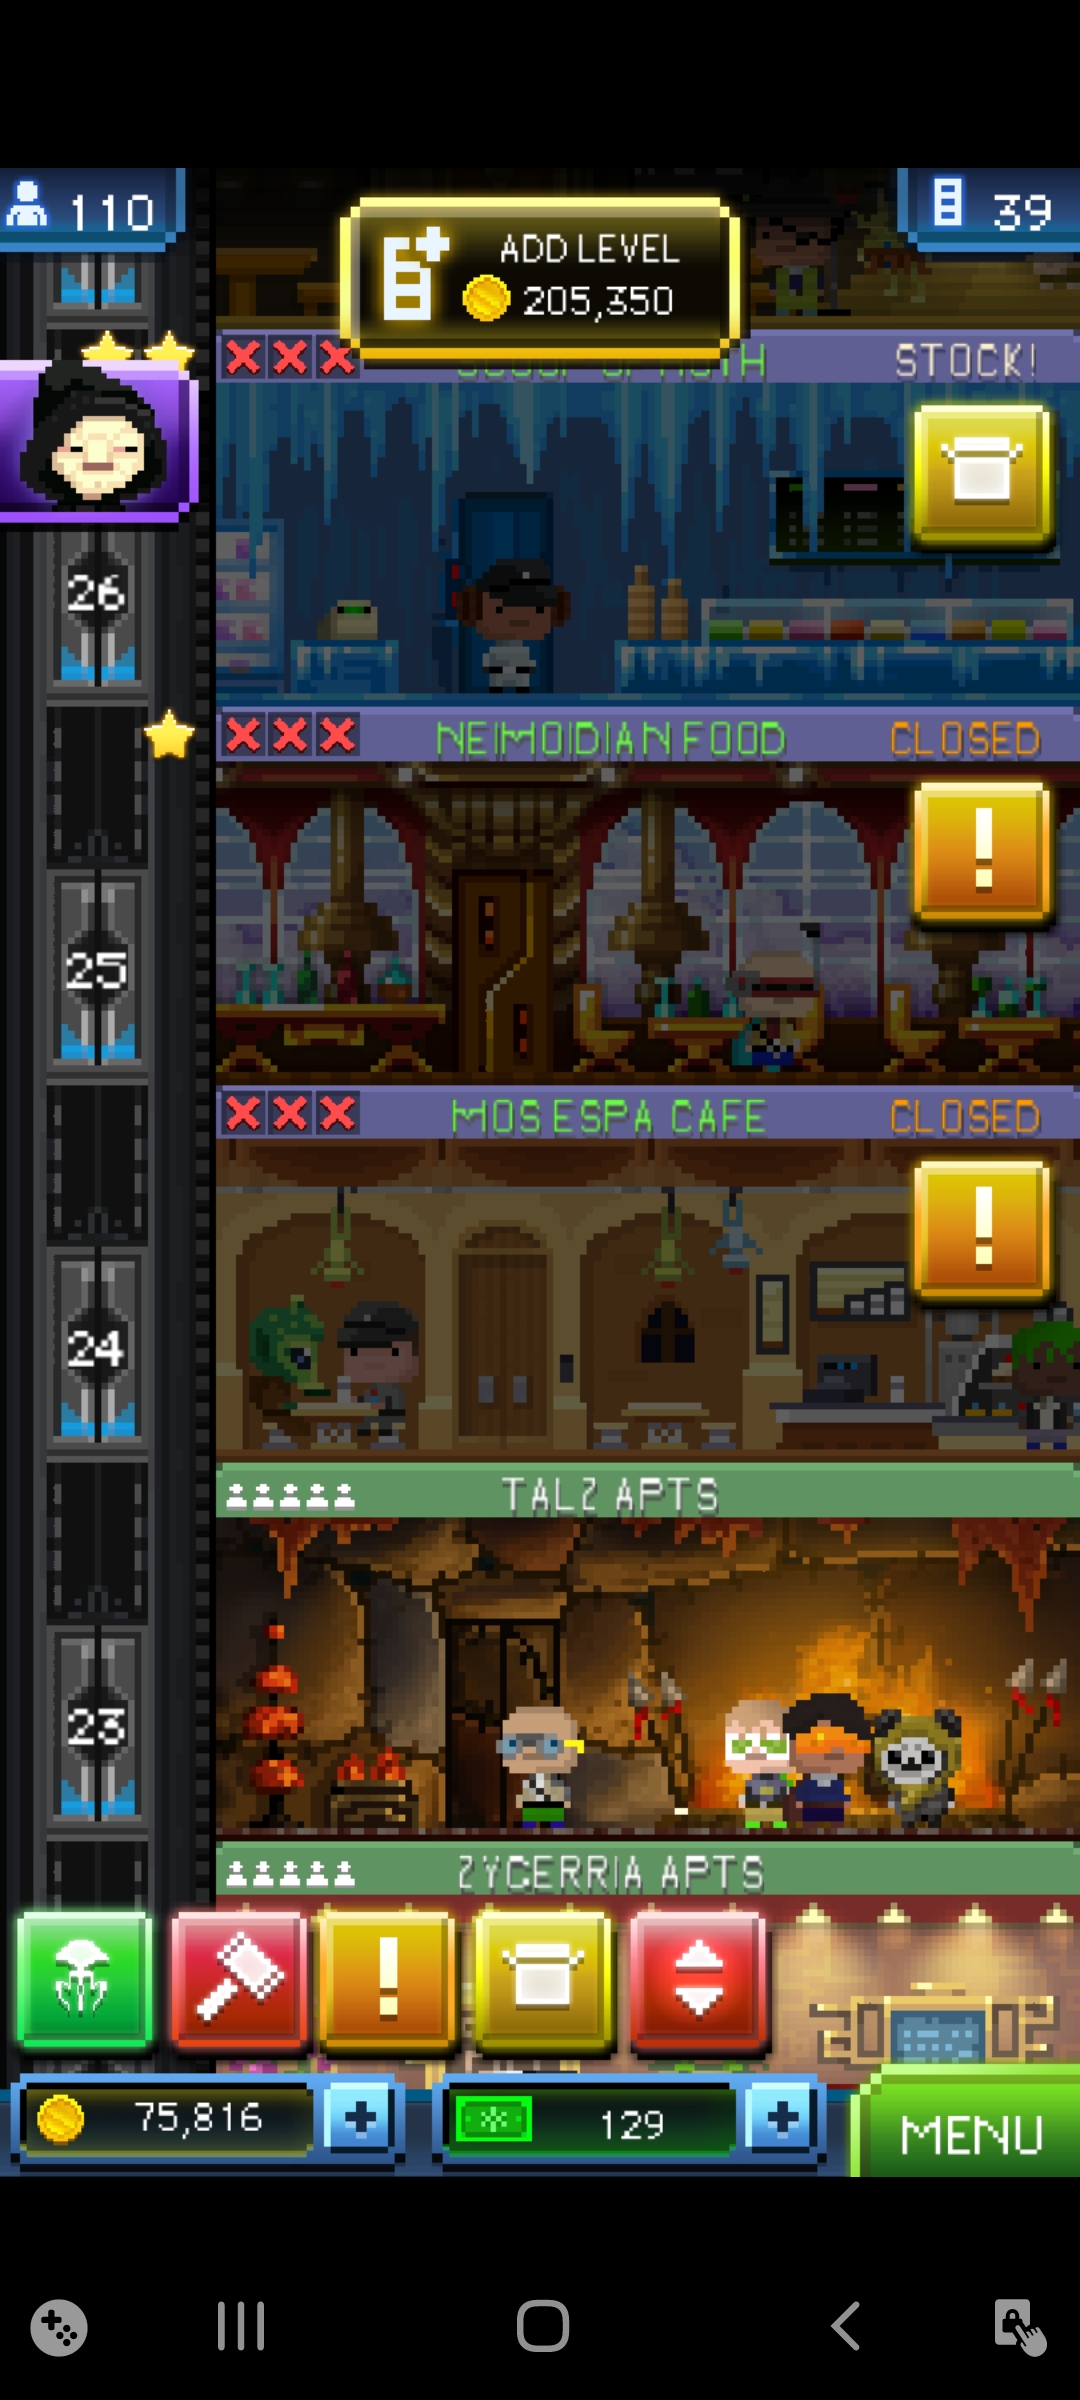 110
ADD LEVEL
205,350
39
STOCK!
26
NEIMOIDIAN FOOD
CLOSED
25
MOS ESPA CAFE
CLOSED
24
TALZ APTS
23
ZYGERRIA APTS
75,816
129
MENU